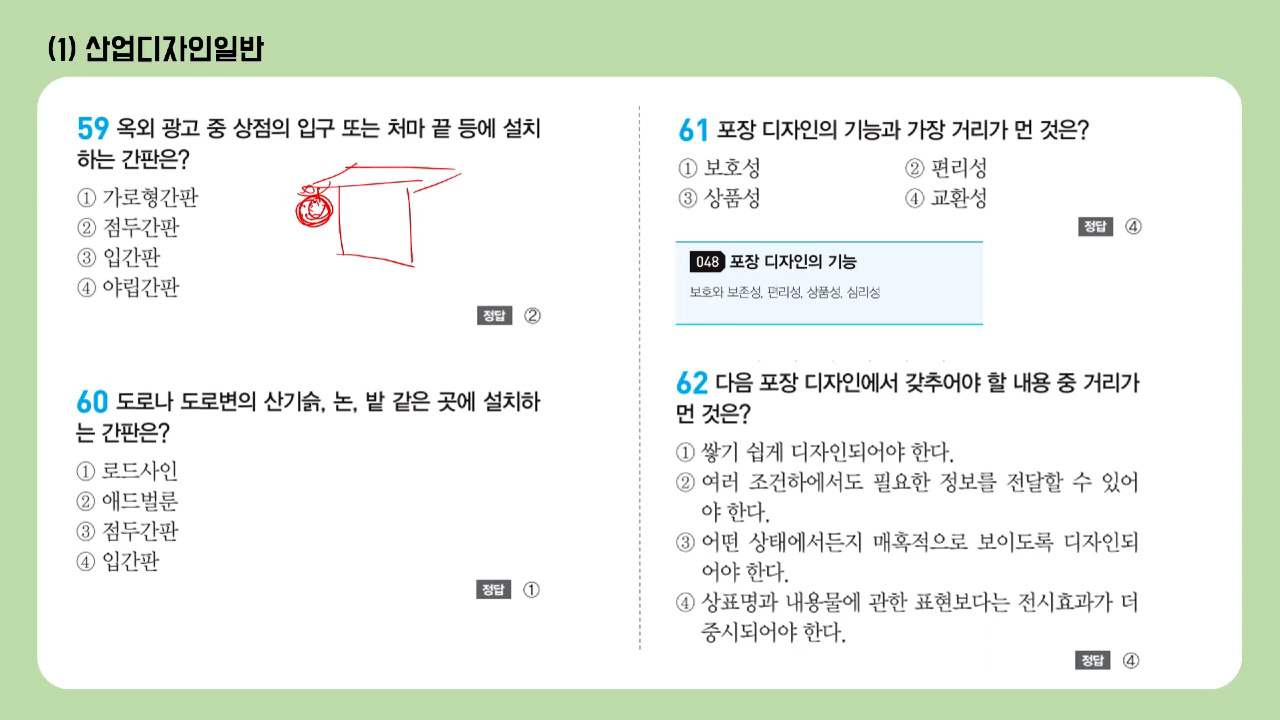 (1) 산업디자인일반
59 옥외 광고 중 상점의 입구 또는 처마 끝 등에 설치
하는 간판은?
① 가로형간판
② 점두간판
③ 입간판
④ 야립간판
정답 ②
60 도로나 도로변의 산기슭, 논, 밭 같은 곳에 설치하
는 간판은?
① 로드사인
② 애드벌룬
③ 점두간판
④ 입간판
정답 ①
61 포장 디자인의 기능과 가장 거리가 먼 것은?
① 보호성 ② 편리성
③ 상품성 ④ 교환성
정답 ④
048 포장 디자인의 기능
보호와 보존성, 편리성, 상품성, 심리성
62 다음 포장 디자인에서 갖추어야 할 내용 중 거리가
먼 것은?
① 쌓기 쉽게 디자인되어야 한다.
② 여러 조건하에서도 필요한 정보를 전달할 수 있어
야 한다.
③ 어떤 상태에서든지 매혹적으로 보이도록 디자인되
어야 한다.
④ 상표명과 내용물에 관한 표현보다는 전시효과가 더
중시되어야 한다.
정답 ④